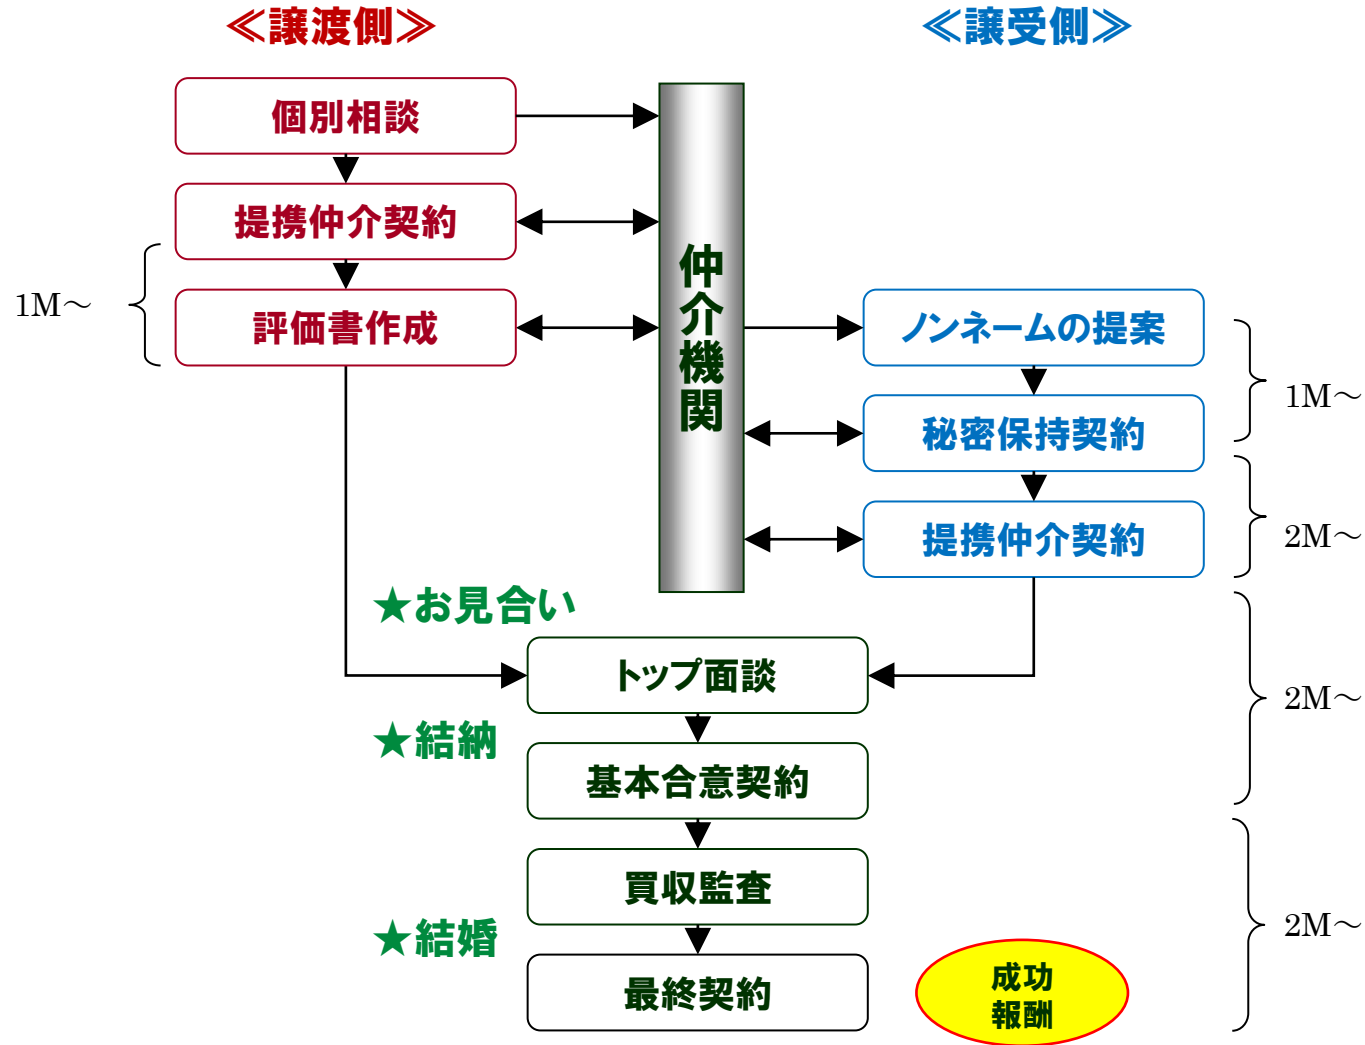 ≪譲渡側≫
≪譲受側≫
個別相談
提携仲介契約
1M～
評価書作成
仲介機関
ノンネームの提案
1M～
秘密保持契約
2M～
提携仲介契約
★お見合い
トップ面談
2M～
★結納
基本合意契約
買収監査
2M～
★結婚
最終契約
成功
報酬